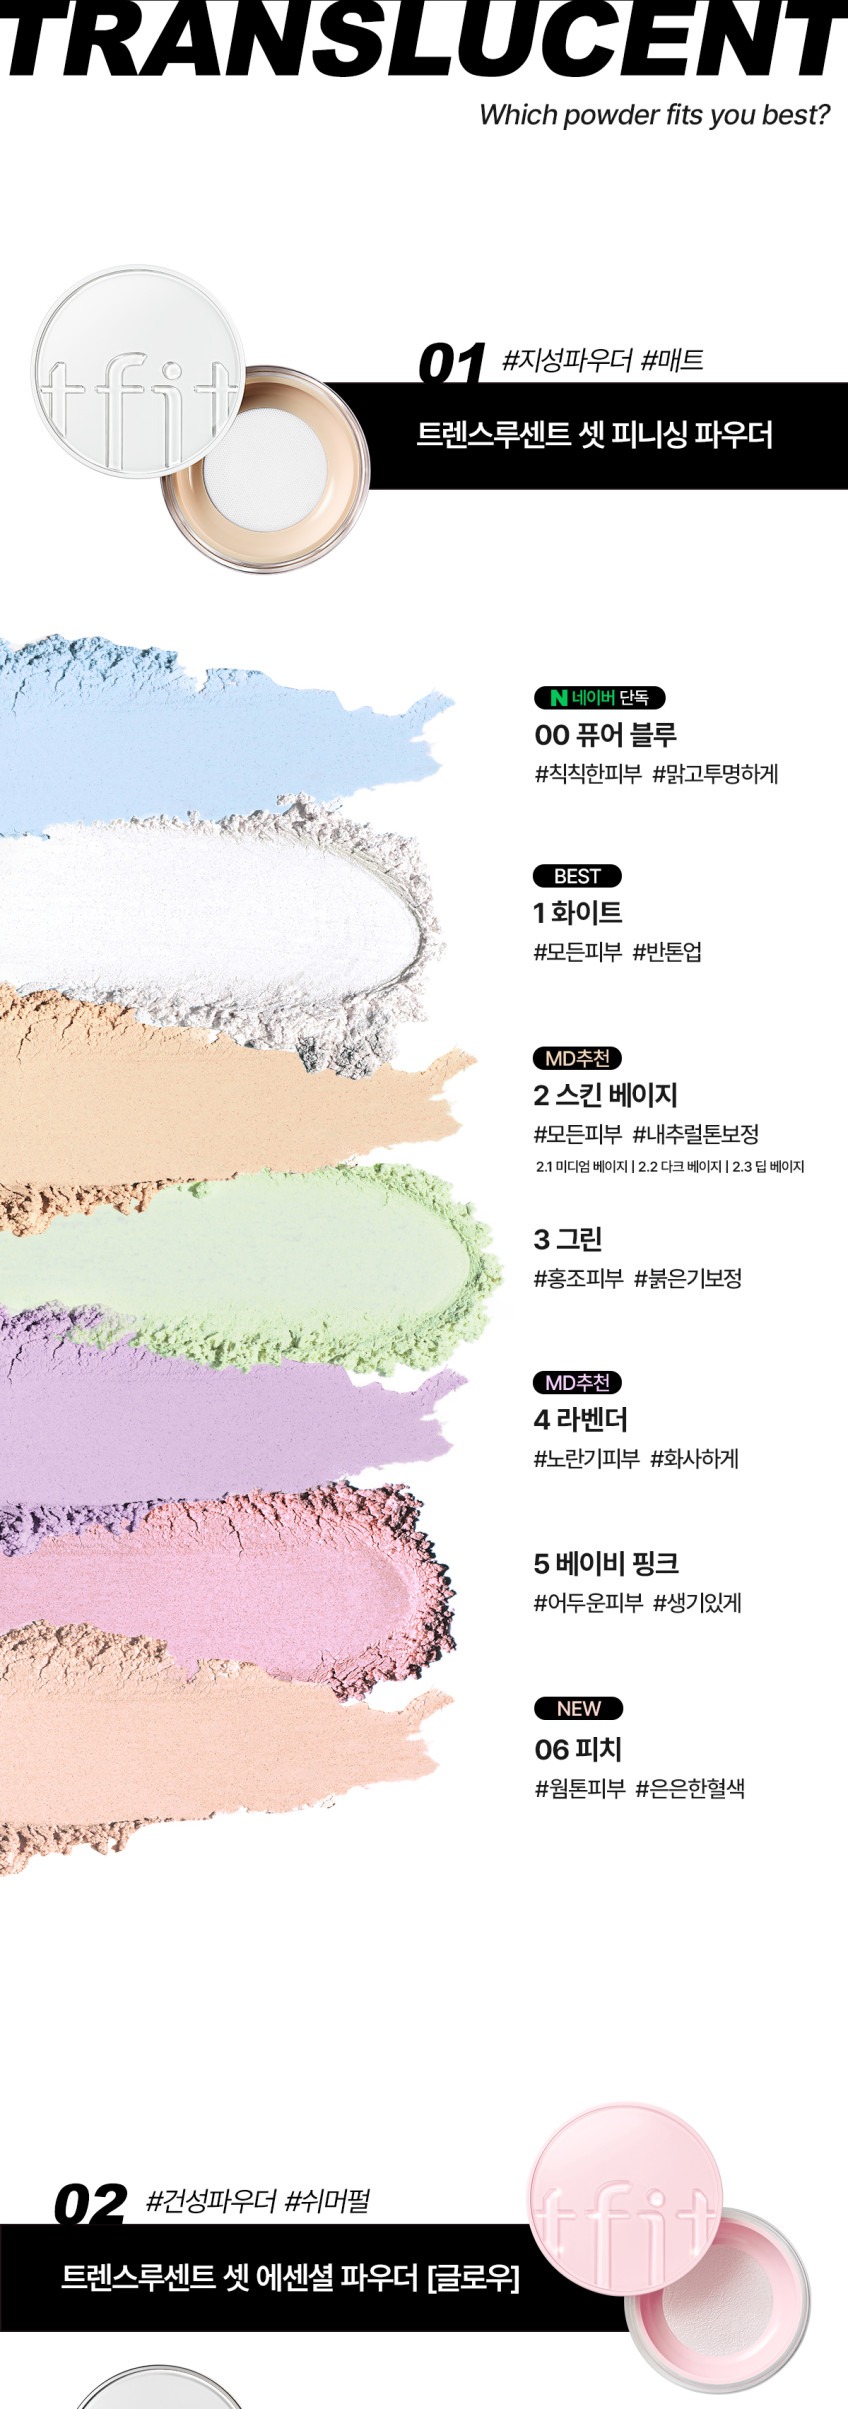 TRANSLUCENT
Which powder fits you best?
tfit
01 #지성파우더 #매트
트렌스루센트 셋 피니싱 파우더
N 네이버 단독
00 퓨어 블루
#칙칙한피부 #맑고투명하게
BEST
1 화이트
#모든피부 #반톤업
MD추천
2 스킨 베이지
#모든피부 #내추럴톤보정
2.1 미디엄 베이지 | 2.2 다크 베이지 | 2.3 딥 베이지
3 그린
#홍조피부 #붉은기보정
MD추천
4 라벤더
#노란기피부 #화사하게
5 베이비 핑크
#어두운피부 #생기있게
NEW
06 피치
#웜톤피부 #은은한혈색
02 #건성파우더 #쉬머펄
tfit
트렌스루센트 셋 에센셜 파우더 [글로우]